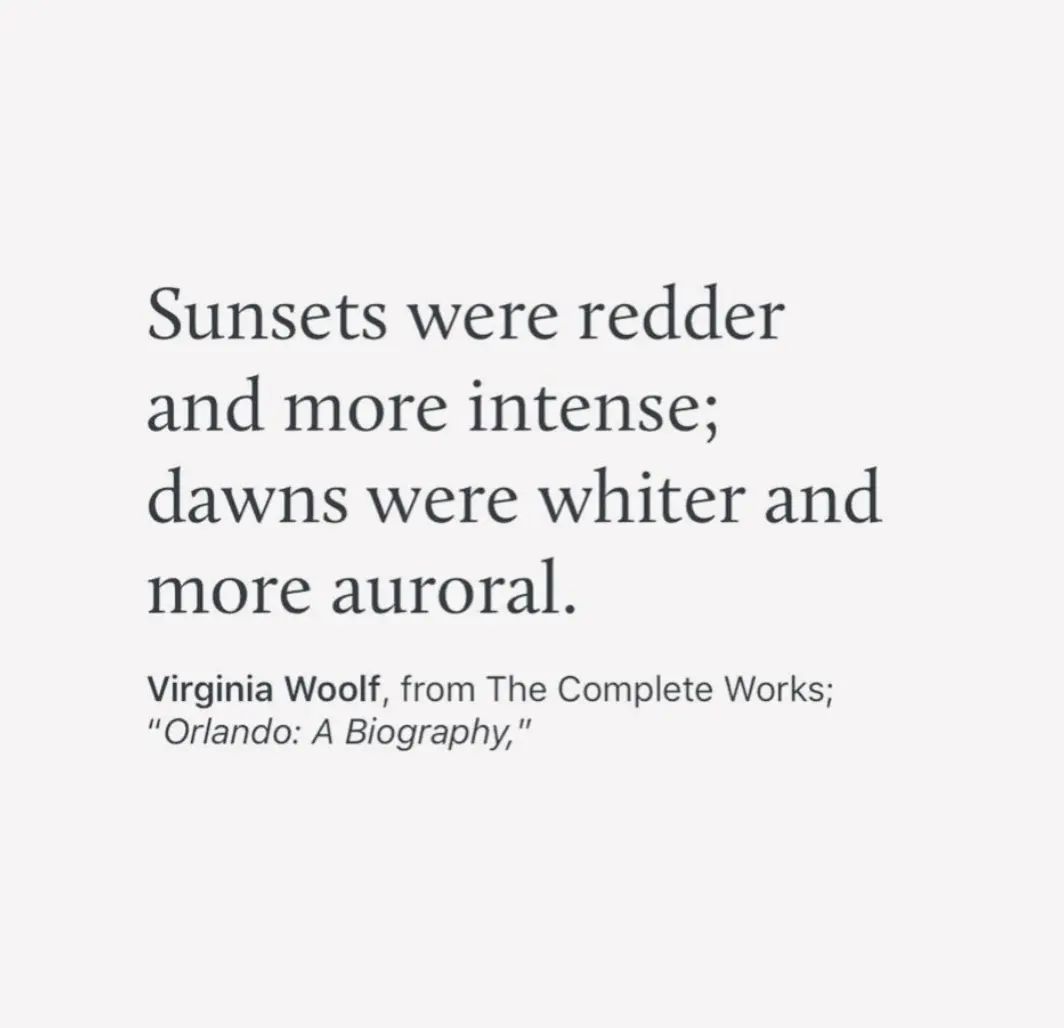 Sunsets were redder
and more intense;
dawns were whiter and
more auroral.
Virginia Woolf, from The Complete Works;
"Orlando: A Biography,"